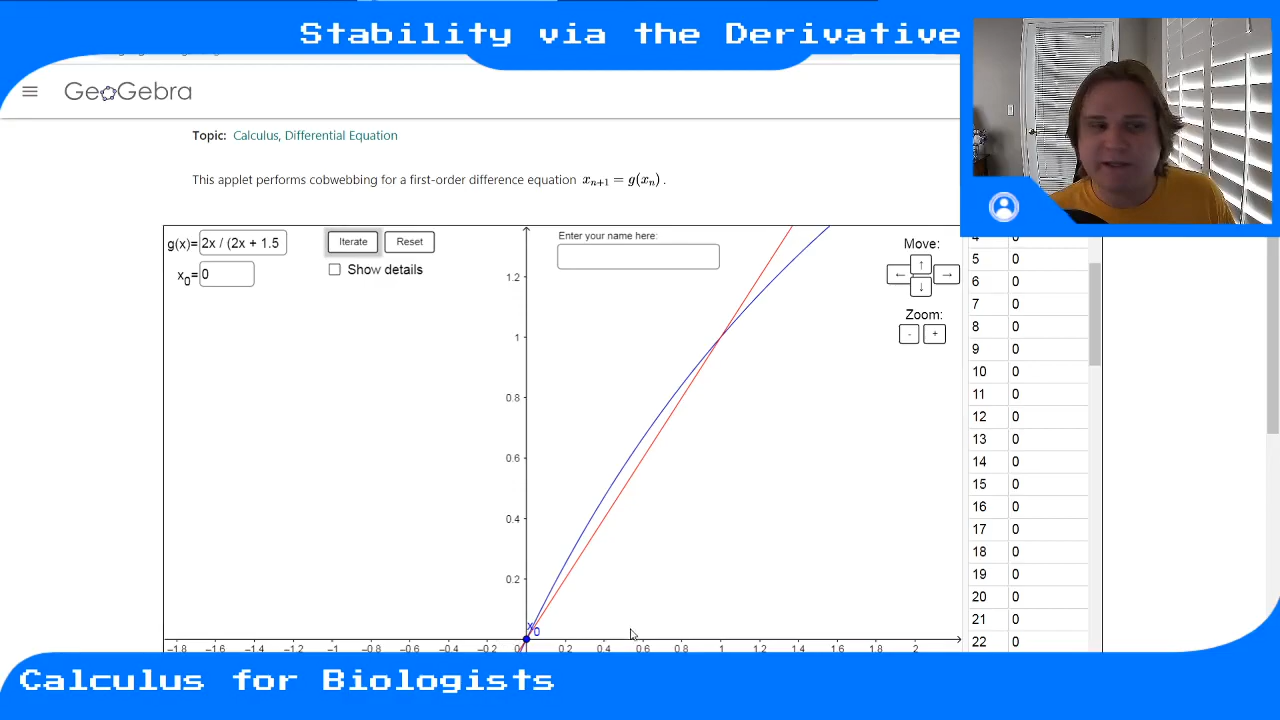 Stability via the Derivative
GeoGebra
Topic: Calculus, Differential Equation
This applet performs cobwebbing for a first-order difference equation xₙ₊₁ = g(xₙ).
g(x)= 2x / (2x + 1.5
Iterate
Reset
x₀= 0
Show details
Enter your name here:
Move:
← ↑ ↓ →
Zoom:
- +
1.2
1
0.8
0.6
0.4
0.2
x₀
-1.8 -1.6 -1.4 -1.2 -1 -0.8 -0.6 -0.4 -0.2 0 0.2 0.4 0.6 0.8 1 1.2 1.4 1.6 1.8 2
4 0
5 0
6 0
7 0
8 0
9 0
10 0
11 0
12 0
13 0
14 0
15 0
16 0
17 0
18 0
19 0
20 0
21 0
22 0
Calculus for Biologists